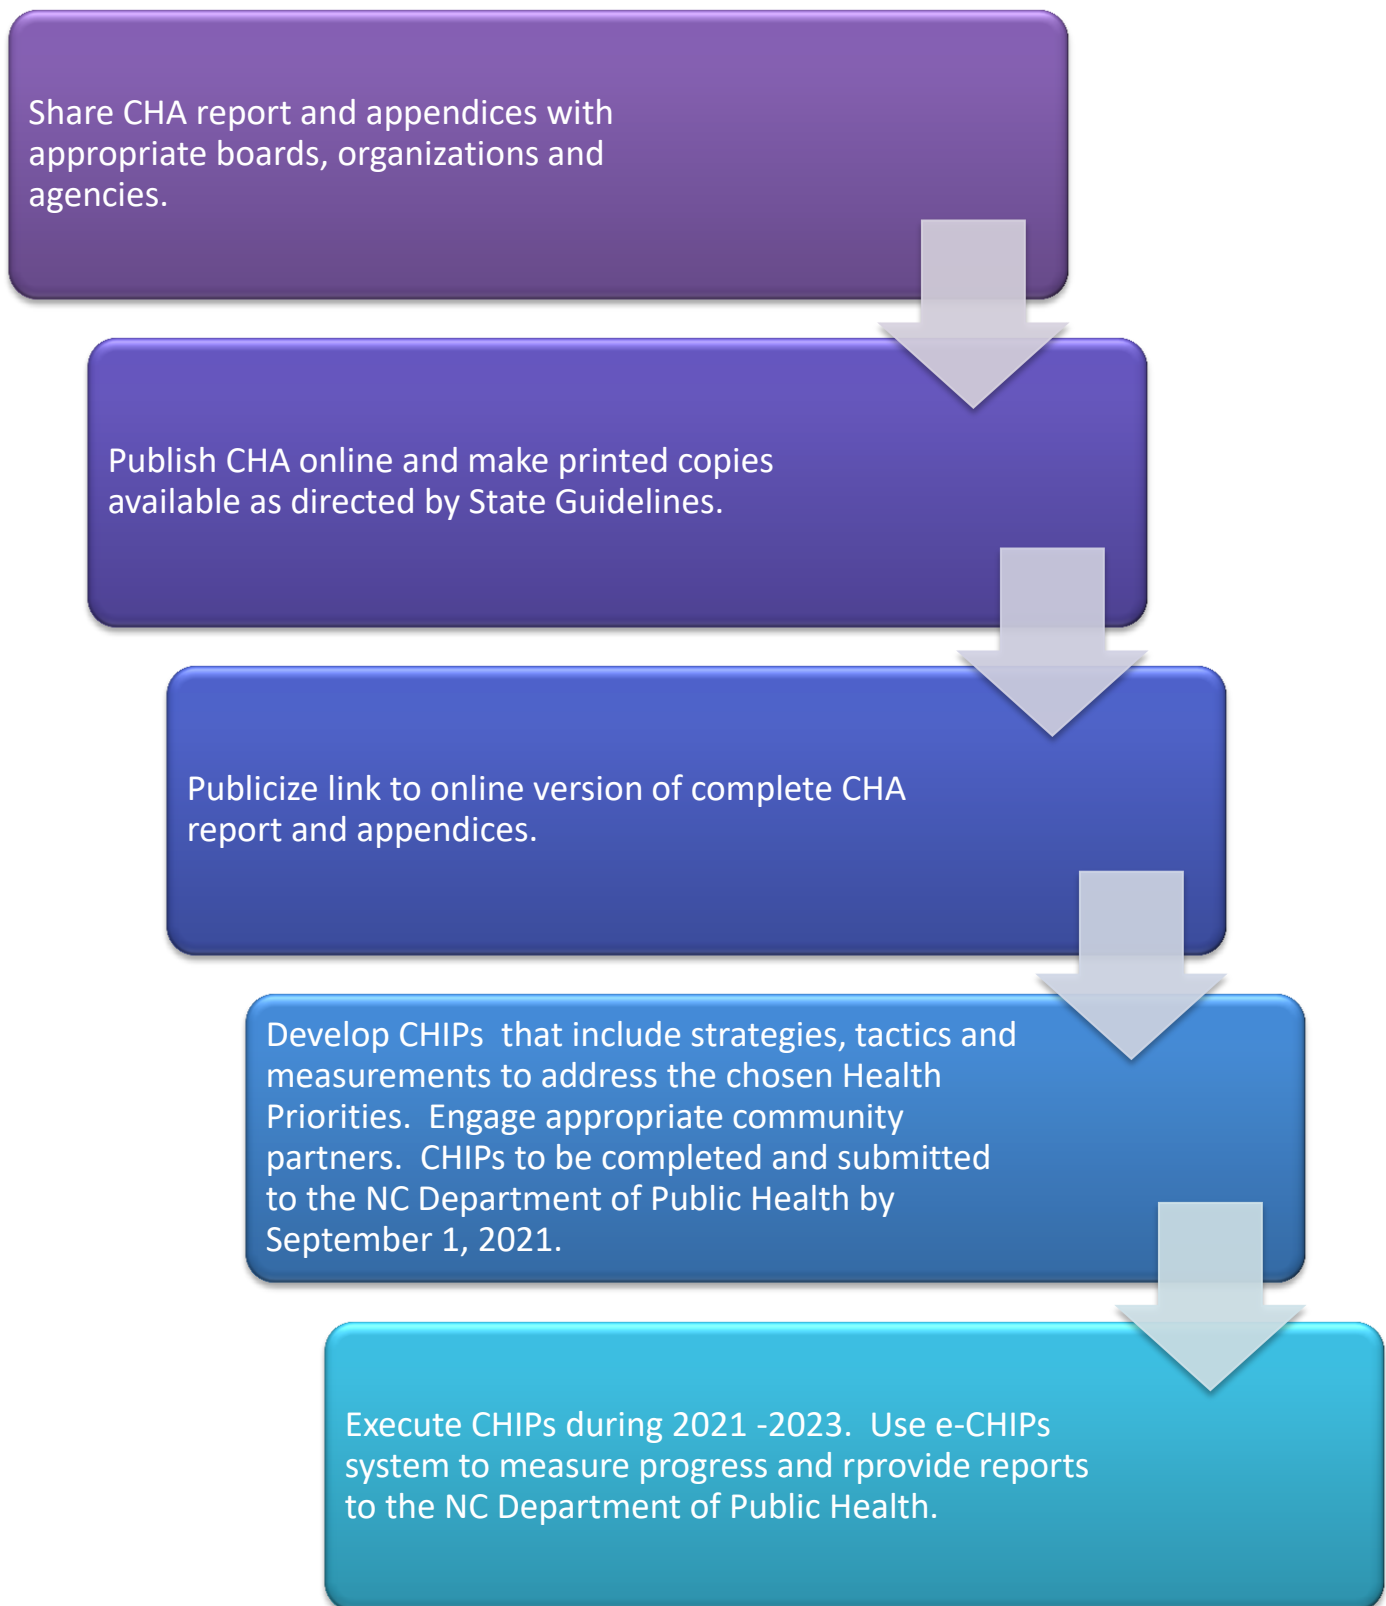 Share CHA report and appendices with
appropriate boards, organizations and
agencies.
Publish CHA online and make printed copies
available as directed by State Guidelines.
Publicize link to online version of complete CHA
report and appendices.
Develop CHIPs  that include strategies, tactics and
measurements to address the chosen Health
Priorities.  Engage appropriate community
partners.  CHIPs to be completed and submitted
to the NC Department of Public Health by
September 1, 2021.
Execute CHIPs during 2021 -2023.  Use e-CHIPs
system to measure progress and rprovide reports
to the NC Department of Public Health.